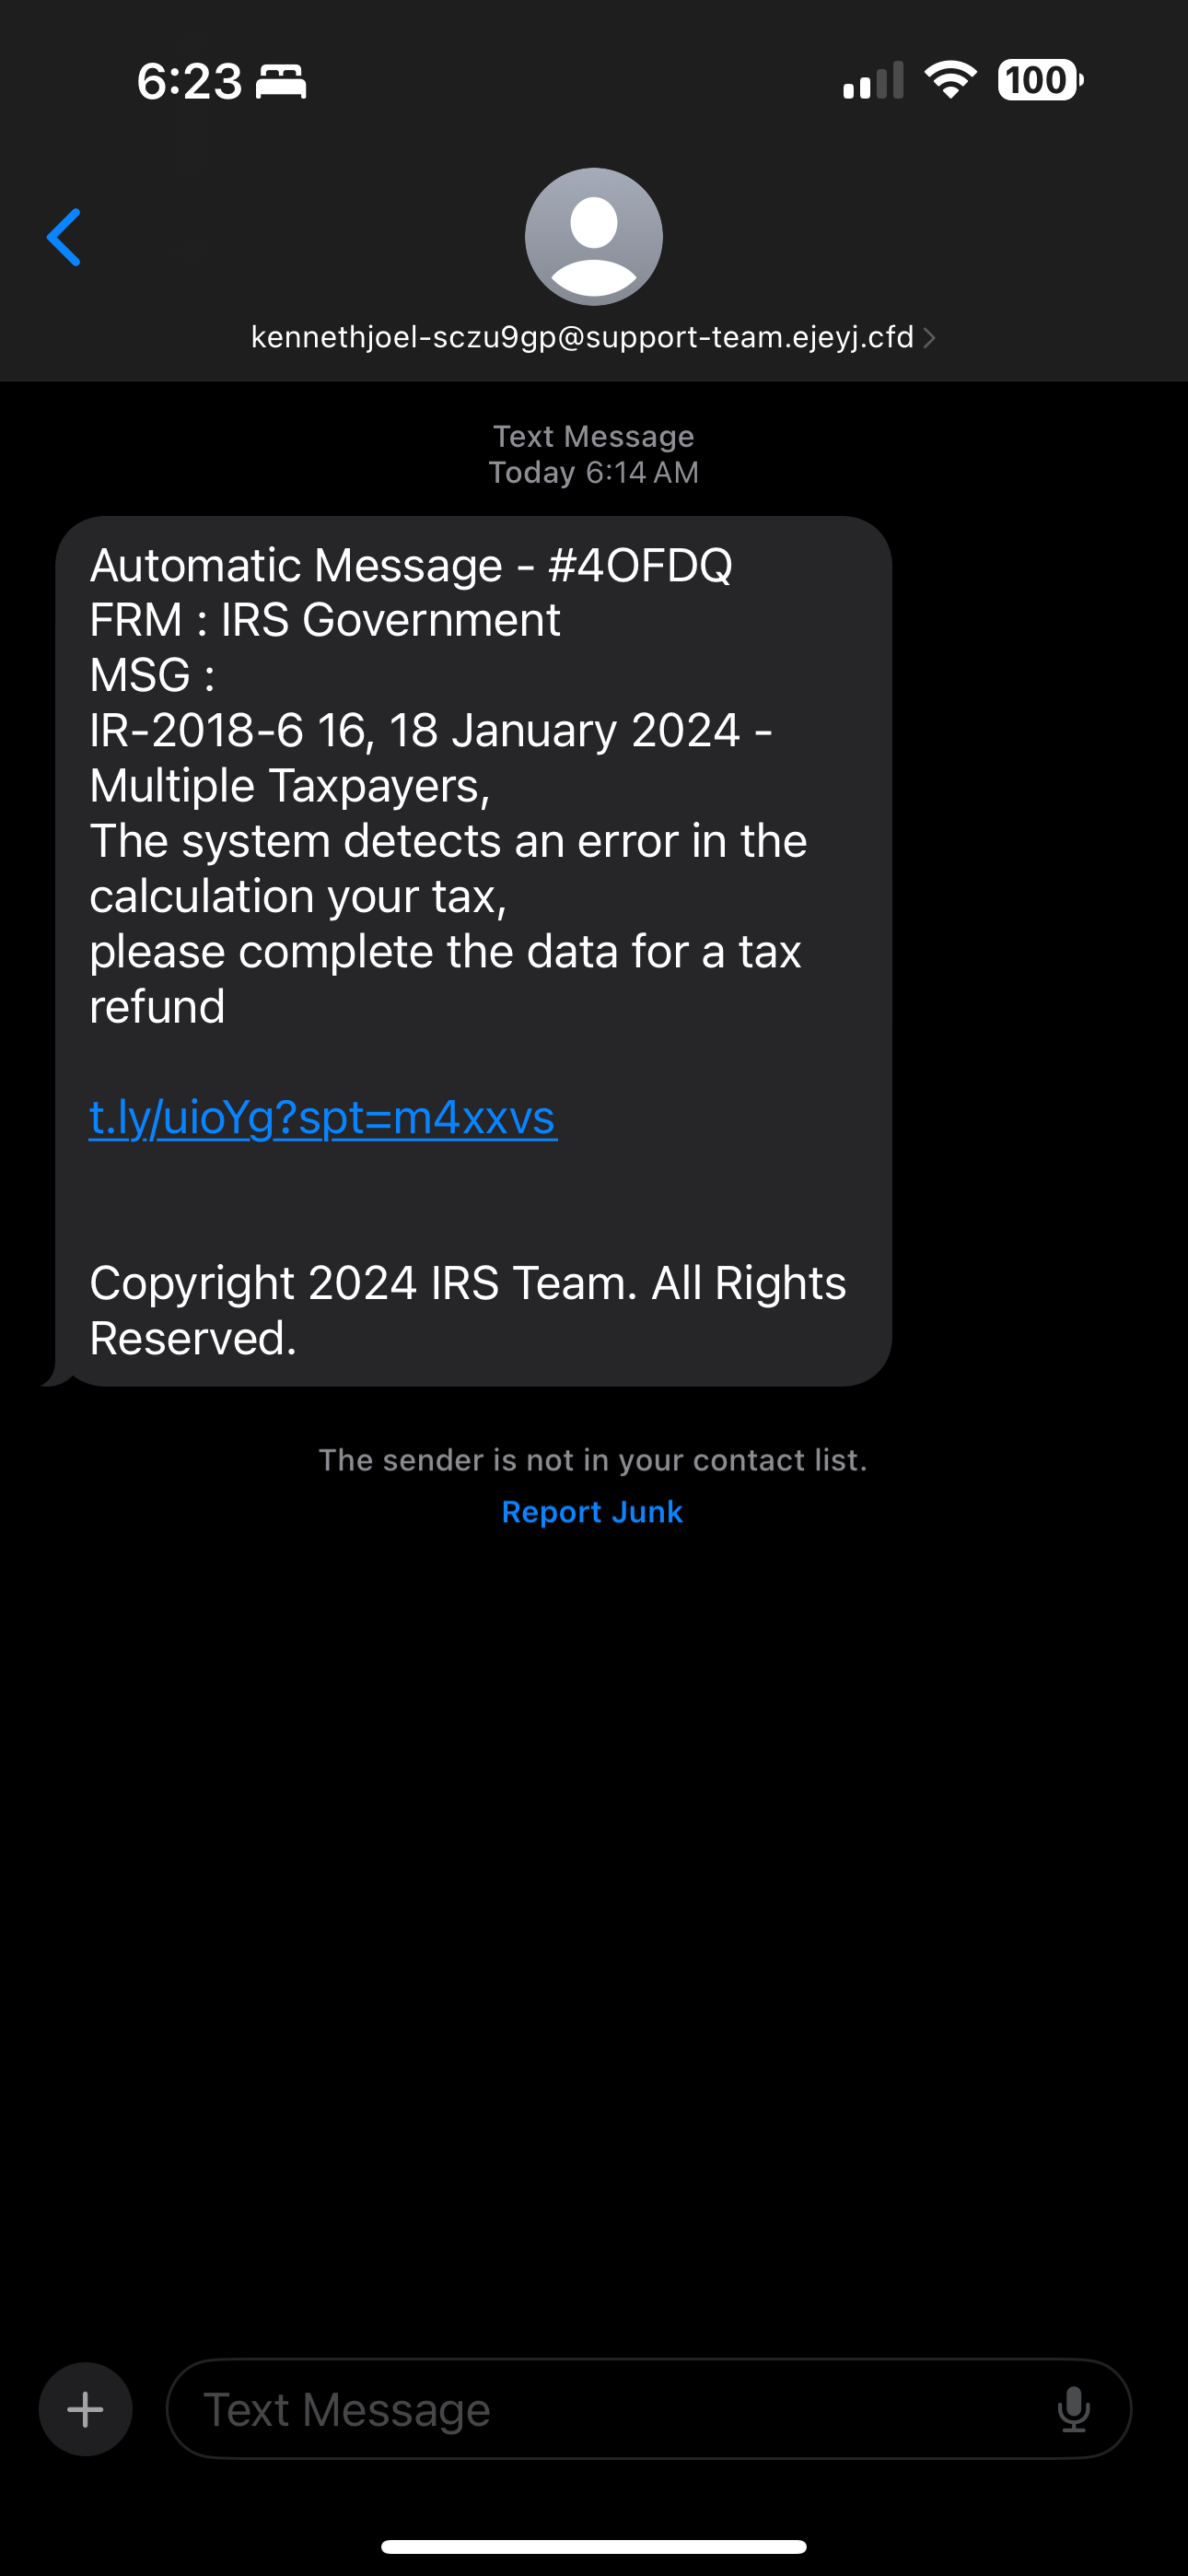 6:23
100
kennethjoel-sczu9gp@support-team.ejeyj.cfd
Text Message
Today 6:14 AM
Automatic Message - #4OFDQ
FRM : IRS Government
MSG :
IR-2018-6 16, 18 January 2024 -
Multiple Taxpayers,
The system detects an error in the
calculation your tax,
please complete the data for a tax
refund
t.ly/uioYg?spt=m4xxvs
Copyright 2024 IRS Team. All Rights
Reserved.
The sender is not in your contact list.
Report Junk
Text Message